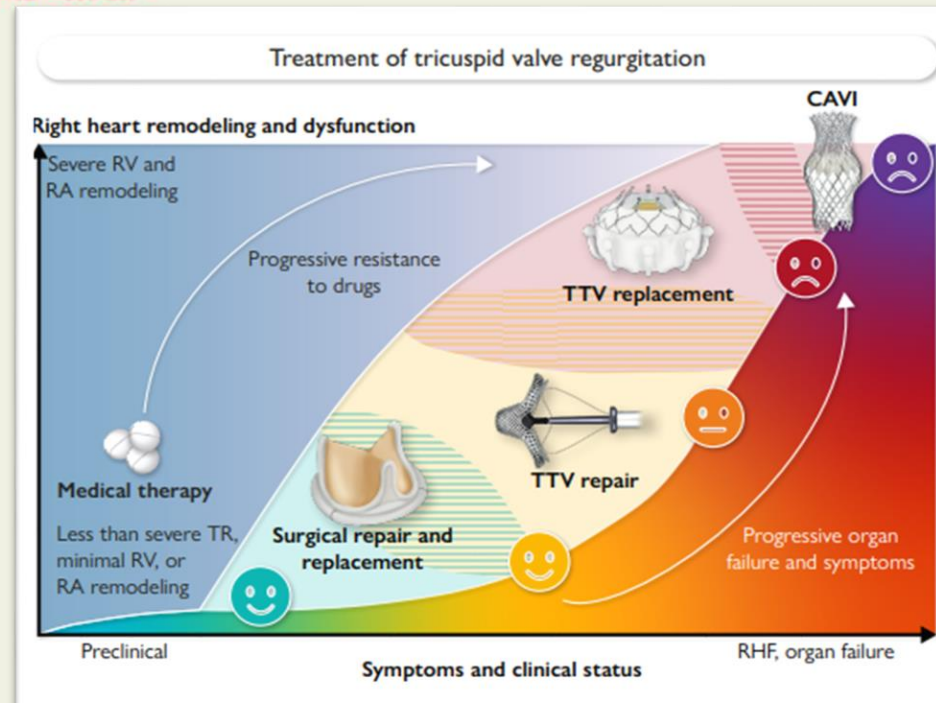 Treatment of tricuspid valve regurgitation
CAVI
Right heart remodeling and dysfunction
Severe RV and
RA remodeling
Progressive resistance
to drugs
TTV replacement
Medical therapy
TTV repair
Less than severe TR,
minimal RV, or
RA remodeling
Surgical repair and
replacement
Progressive organ
failure and symptoms
Preclinical
RHF, organ failure
Symptoms and clinical status